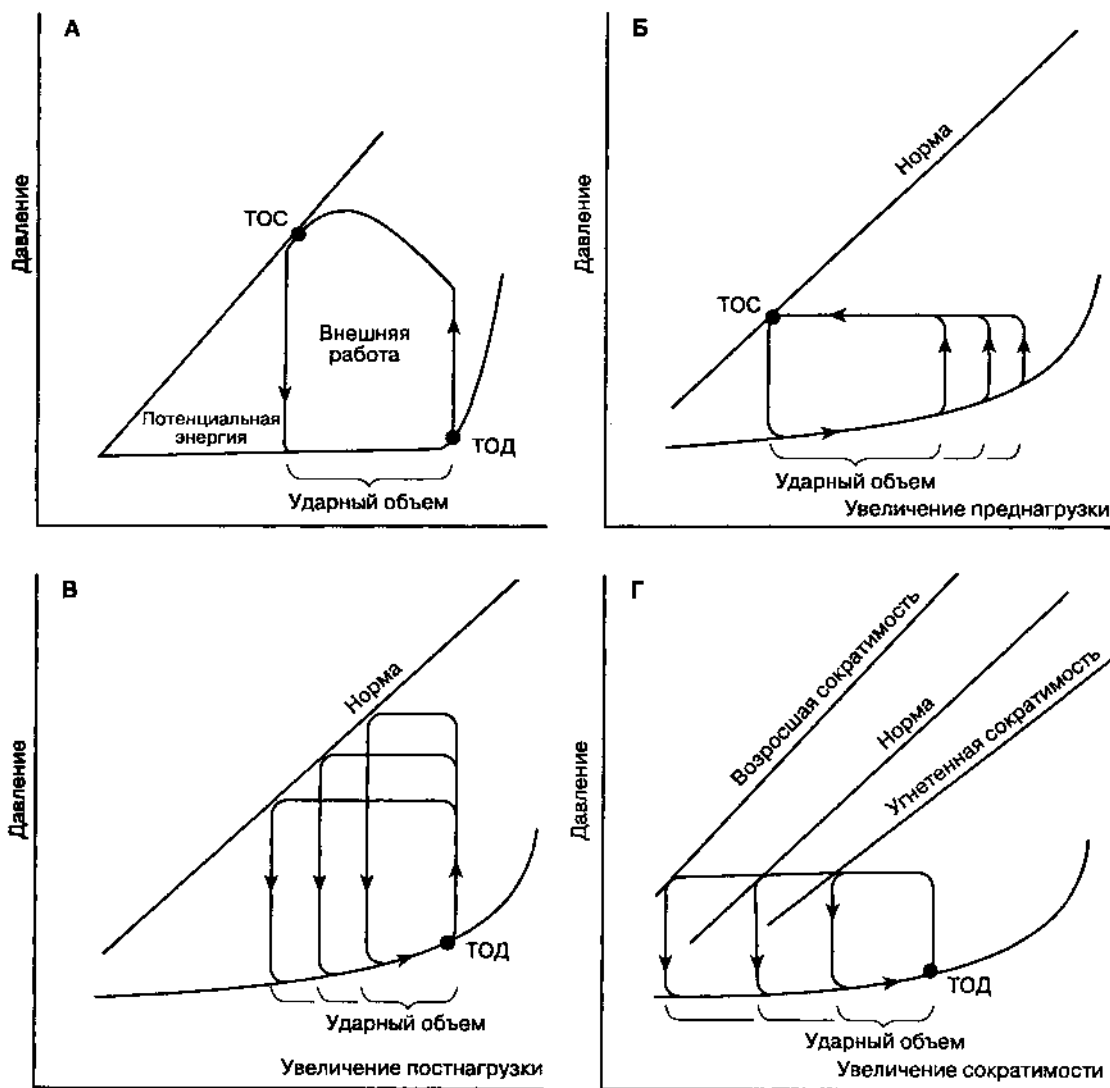 А
Давление
ТОС
Внешняя
работа
Потенциальная
энергия
ТОД
Ударный объем
Б
Давление
Норма
ТОС
Ударный объем
Увеличение преднагрузки
В
Давление
Норма
ТОД
Ударный объем
Увеличение постнагрузки
Г
Давление
Возросшая сократимость
Норма
Угнетенная сократимость
ТОД
Ударный объем
Увеличение сократимости